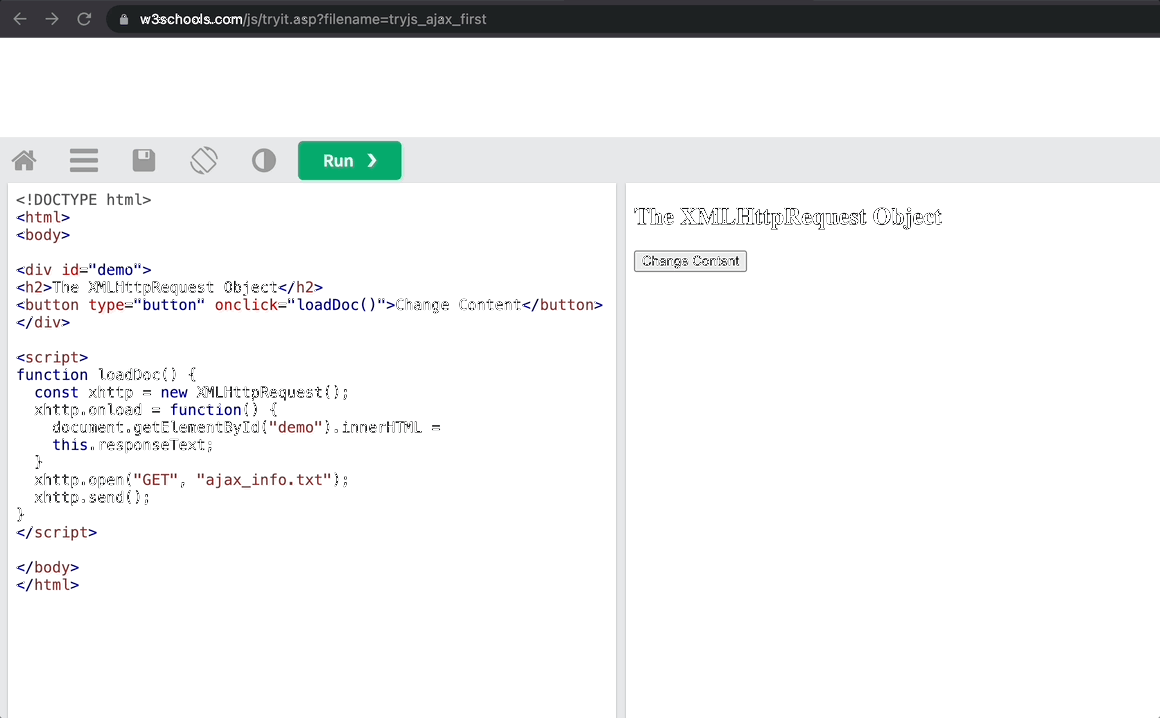 w3schools.com/js/tryit.asp?filename=tryjs_ajax_first
Run ❯
<!DOCTYPE html>
<html>
<body>
<div id="demo">
<h2>The XMLHttpRequest Object</h2>
<button type="button" onclick="loadDoc()">Change Content</button>
</div>
<script>
function loadDoc() {
  const xhttp = new XMLHttpRequest();
  xhttp.onload = function() {
    document.getElementById("demo").innerHTML =
    this.responseText;
  }
  xhttp.open("GET", "ajax_info.txt");
  xhttp.send();
}
</script>
</body>
</html>
The XMLHttpRequest Object
Change Content